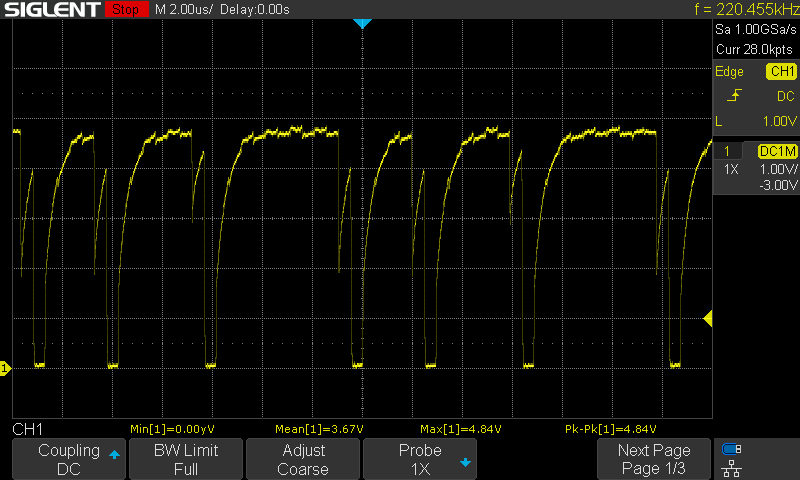 SIGLENT Stop M 2.00us/ Delay:0.00s f = 220.455kHz
Sa 1.00GSa/s
Curr 28.0kpts
Edge CH1
DC
L 1.00V
1 DC1M
1X 1.00V/
-3.00V
1
CH1 Min[1]=0.00yV Mean[1]=3.67V Max[1]=4.84V Pk-Pk[1]=4.84V
Coupling BW Limit Adjust Probe Next Page
DC Full Coarse 1X Page 1/3